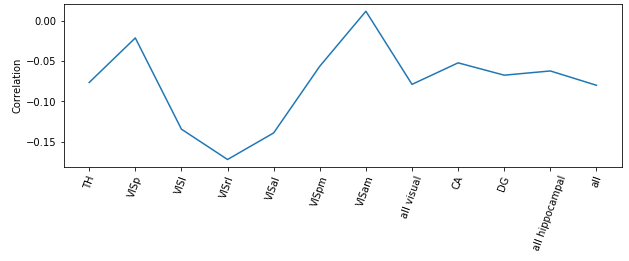 0.00
−0.05
−0.10
−0.15
Correlation
TH
VISp
VISl
VISrl
VISal
VISpm
VISam
all visual
CA
DG
all hippocampal
all